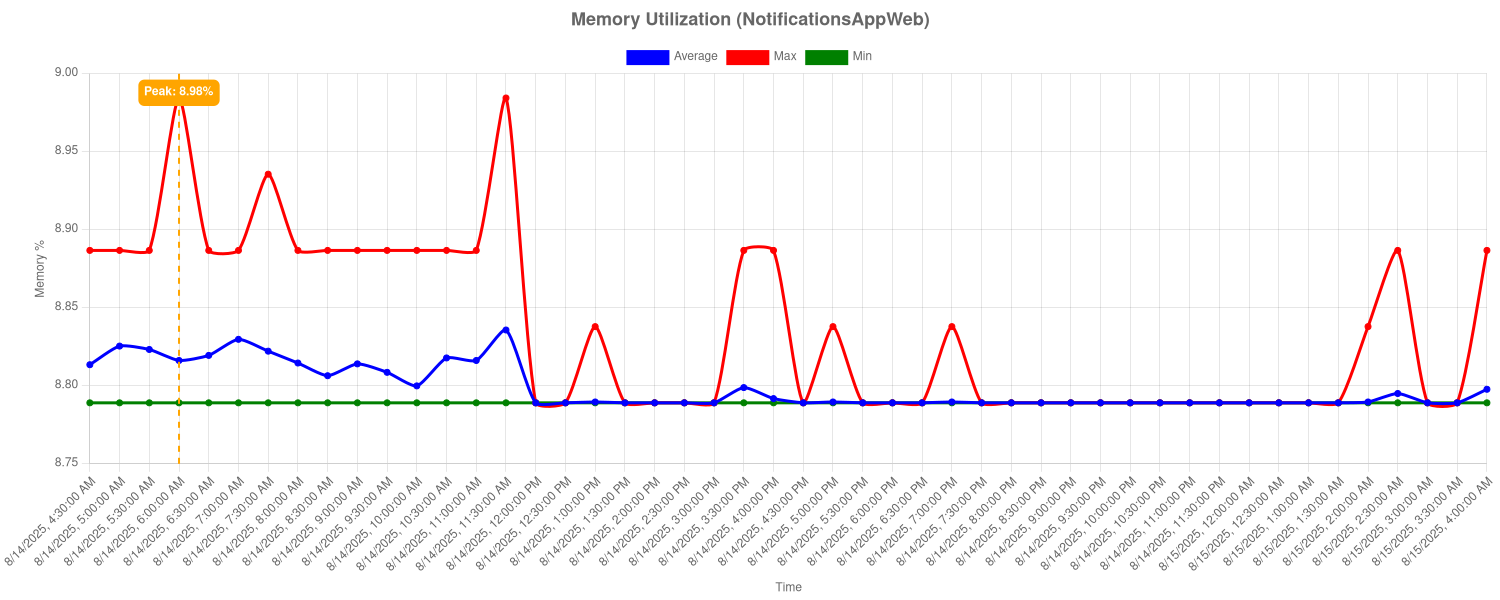 Memory Utilization (NotificationsAppWeb)
Average Max Min
Peak: 8.98%
9.00
8.95
8.90
8.85
8.80
8.75
Memory %
8/14/2025, 4:30:00 AM
8/14/2025, 5:00:00 AM
8/14/2025, 5:30:00 AM
8/14/2025, 6:00:00 AM
8/14/2025, 6:30:00 AM
8/14/2025, 7:00:00 AM
8/14/2025, 7:30:00 AM
8/14/2025, 8:00:00 AM
8/14/2025, 8:30:00 AM
8/14/2025, 9:00:00 AM
8/14/2025, 9:30:00 AM
8/14/2025, 10:00:00 AM
8/14/2025, 10:30:00 AM
8/14/2025, 11:00:00 AM
8/14/2025, 11:30:00 AM
8/14/2025, 12:00:00 PM
8/14/2025, 12:30:00 PM
8/14/2025, 1:00:00 PM
8/14/2025, 1:30:00 PM
8/14/2025, 2:00:00 PM
8/14/2025, 2:30:00 PM
8/14/2025, 3:00:00 PM
8/14/2025, 3:30:00 PM
8/14/2025, 4:00:00 PM
8/14/2025, 4:30:00 PM
8/14/2025, 5:00:00 PM
8/14/2025, 5:30:00 PM
8/14/2025, 6:00:00 PM
8/14/2025, 6:30:00 PM
8/14/2025, 7:00:00 PM
8/14/2025, 7:30:00 PM
8/14/2025, 8:00:00 PM
8/14/2025, 8:30:00 PM
8/14/2025, 9:00:00 PM
8/14/2025, 9:30:00 PM
8/14/2025, 10:00:00 PM
8/14/2025, 10:30:00 PM
8/14/2025, 11:00:00 PM
8/14/2025, 11:30:00 PM
8/15/2025, 12:00:00 AM
8/15/2025, 12:30:00 AM
8/15/2025, 1:00:00 AM
8/15/2025, 1:30:00 AM
8/15/2025, 2:00:00 AM
8/15/2025, 2:30:00 AM
8/15/2025, 3:00:00 AM
8/15/2025, 3:30:00 AM
8/15/2025, 4:00:00 AM
Time